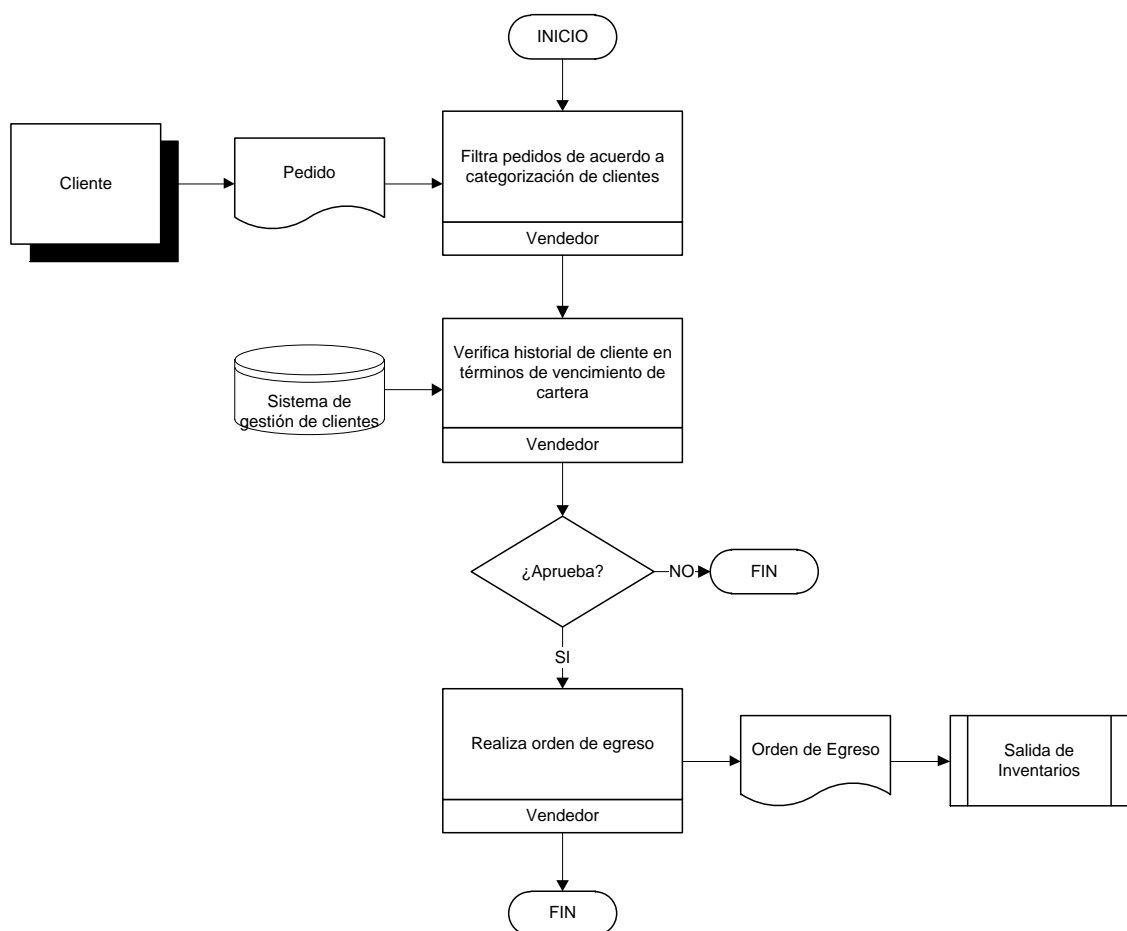 INICIO
Cliente
Pedido
Filtra pedidos de acuerdo a
categorización de clientes
Vendedor
Sistema de
gestión de clientes
Verifica historial de cliente en
términos de vencimiento de
cartera
Vendedor
¿Aprueba?
NO
FIN
SI
Realiza orden de egreso
Vendedor
Orden de Egreso
Salida de
Inventarios
FIN